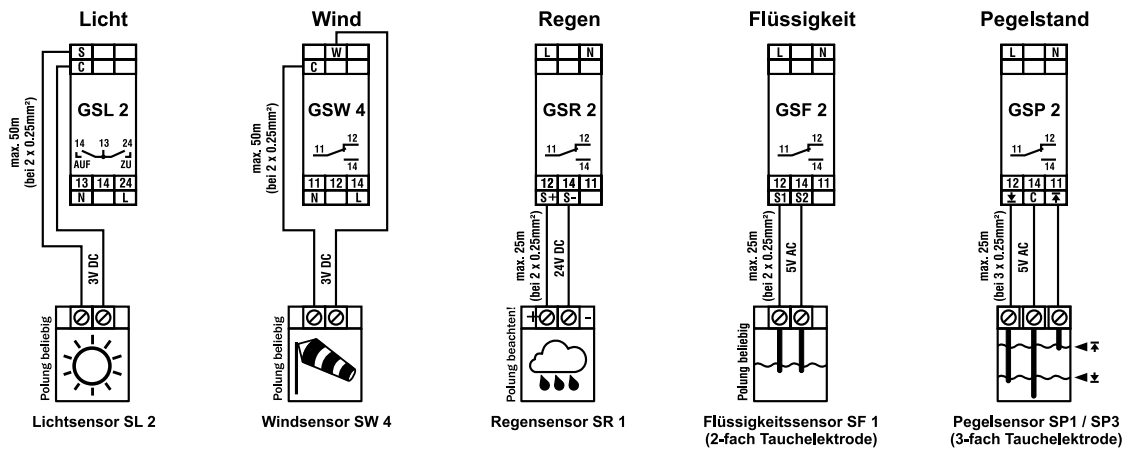 Licht
S
C
GSL 2
14 13 24
AUF ZU
13 14 24
N L
max. 50m
(bei 2 x 0.25mm²)
3V DC
Polung beliebig
Lichtsensor SL 2
Wind
W
C
GSW 4
12
11
14
11 12 14
N L
max. 50m
(bei 2 x 0.25mm²)
3V DC
Polung beliebig
Windsensor SW 4
Regen
L N
GSR 2
12
11
14
12 14 11
S+ S-
max. 25m
(bei 2 x 0.25mm²)
24V DC
+ -
Polung beachten!
Regensensor SR 1
Flüssigkeit
L N
GSF 2
12
11
14
12 14 11
S1 S2
max. 25m
(bei 2 x 0.25mm²)
5V AC
Polung beliebig
Flüssigkeitssensor SF 1
(2-fach Tauchelektrode)
Pegelstand
L N
GSP 2
12
11
14
12 14 11
C
max. 25m
(bei 3 x 0.25mm²)
5V AC
Pegelsensor SP1 / SP3
(3-fach Tauchelektrode)